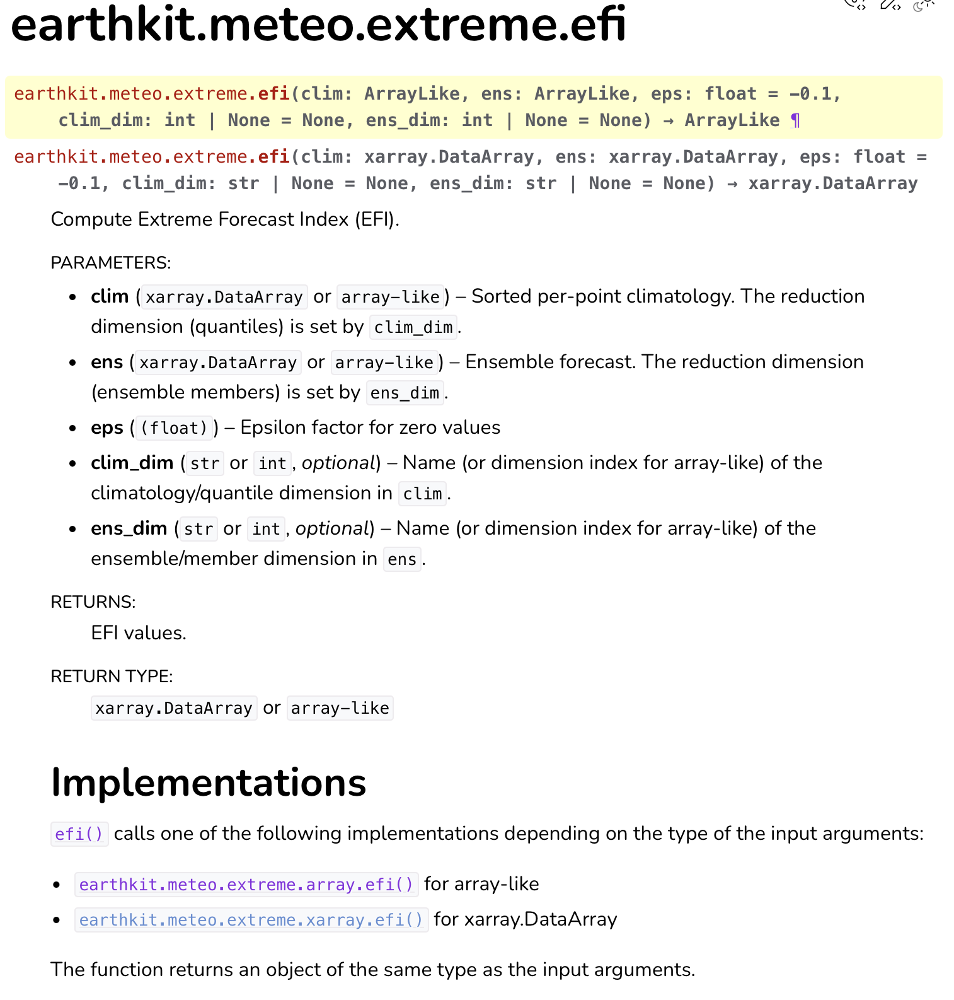 earthkit.meteo.extreme.efi
earthkit.meteo.extreme.efi(clim: ArrayLike, ens: ArrayLike, eps: float = −0.1,
clim_dim: int | None = None, ens_dim: int | None = None) → ArrayLike ¶
earthkit.meteo.extreme.efi(clim: xarray.DataArray, ens: xarray.DataArray, eps: float =
−0.1, clim_dim: str | None = None, ens_dim: str | None = None) → xarray.DataArray
Compute Extreme Forecast Index (EFI).
PARAMETERS:
• clim (xarray.DataArray or array-like) – Sorted per-point climatology. The reduction
dimension (quantiles) is set by clim_dim.
• ens (xarray.DataArray or array-like) – Ensemble forecast. The reduction dimension
(ensemble members) is set by ens_dim.
• eps ((float)) – Epsilon factor for zero values
• clim_dim (str or int, optional) – Name (or dimension index for array-like) of the
climatology/quantile dimension in clim.
• ens_dim (str or int, optional) – Name (or dimension index for array-like) of the
ensemble/member dimension in ens.
RETURNS:
EFI values.
RETURN TYPE:
xarray.DataArray or array-like
Implementations
efi() calls one of the following implementations depending on the type of the input arguments:
• earthkit.meteo.extreme.array.efi() for array-like
• earthkit.meteo.extreme.xarray.efi() for xarray.DataArray
The function returns an object of the same type as the input arguments.